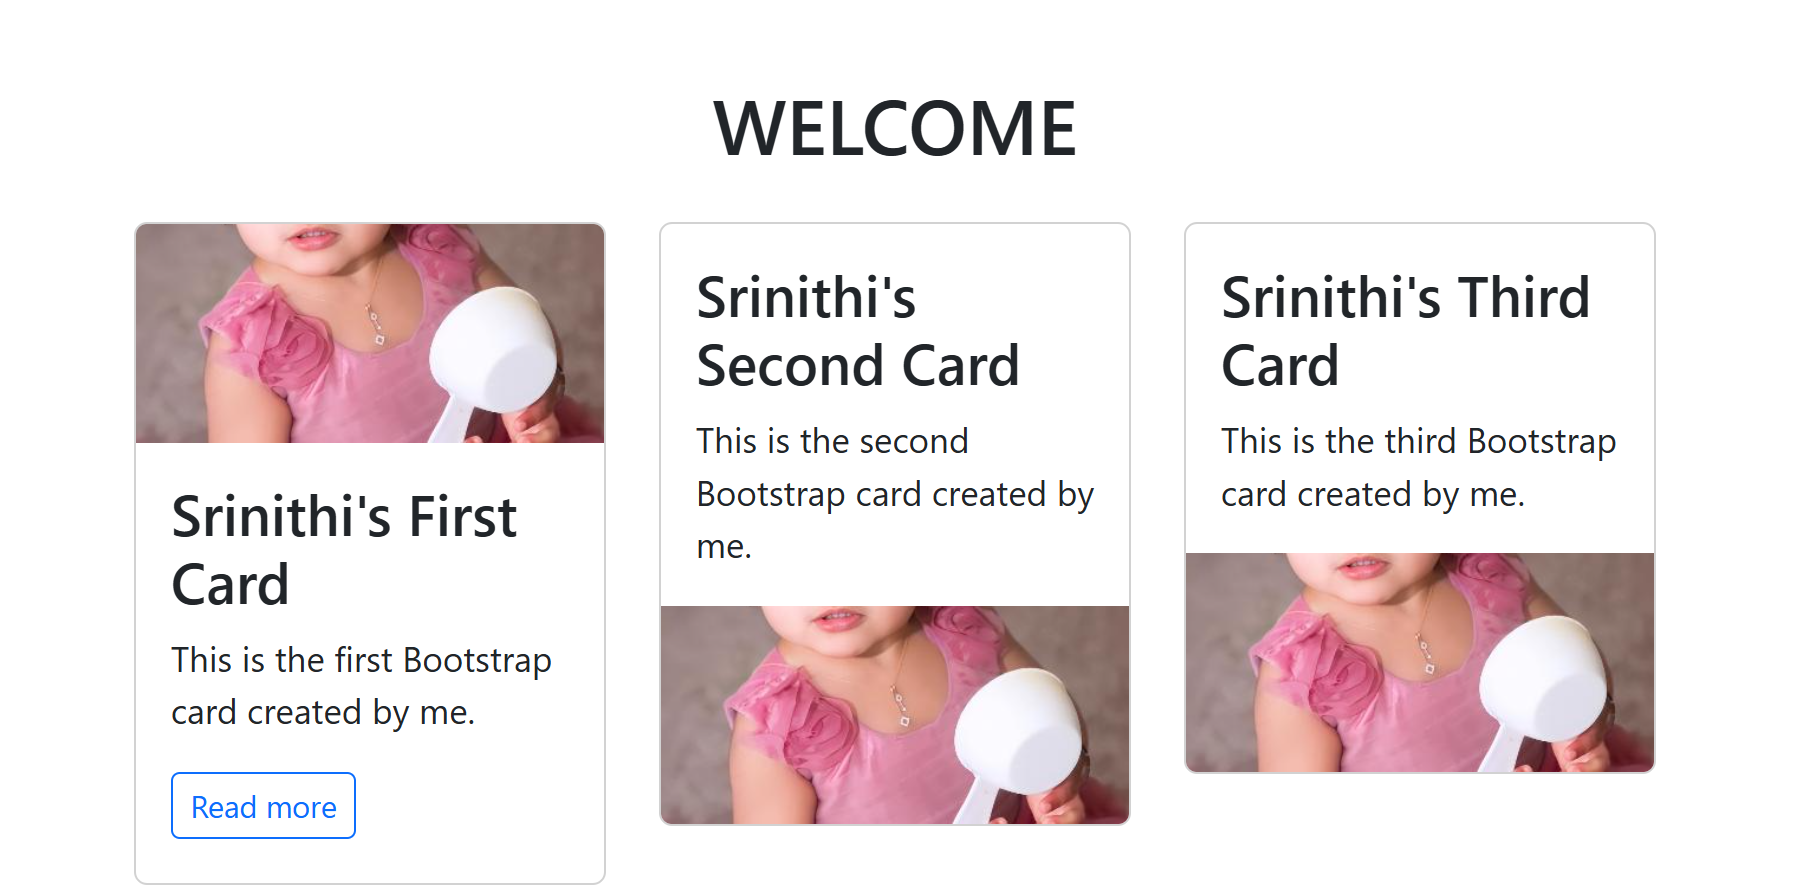 WELCOME
Srinithi's First
Card
This is the first Bootstrap
card created by me.
Read more
Srinithi's
Second Card
This is the second
Bootstrap card created by
me.
Srinithi's Third
Card
This is the third Bootstrap
card created by me.